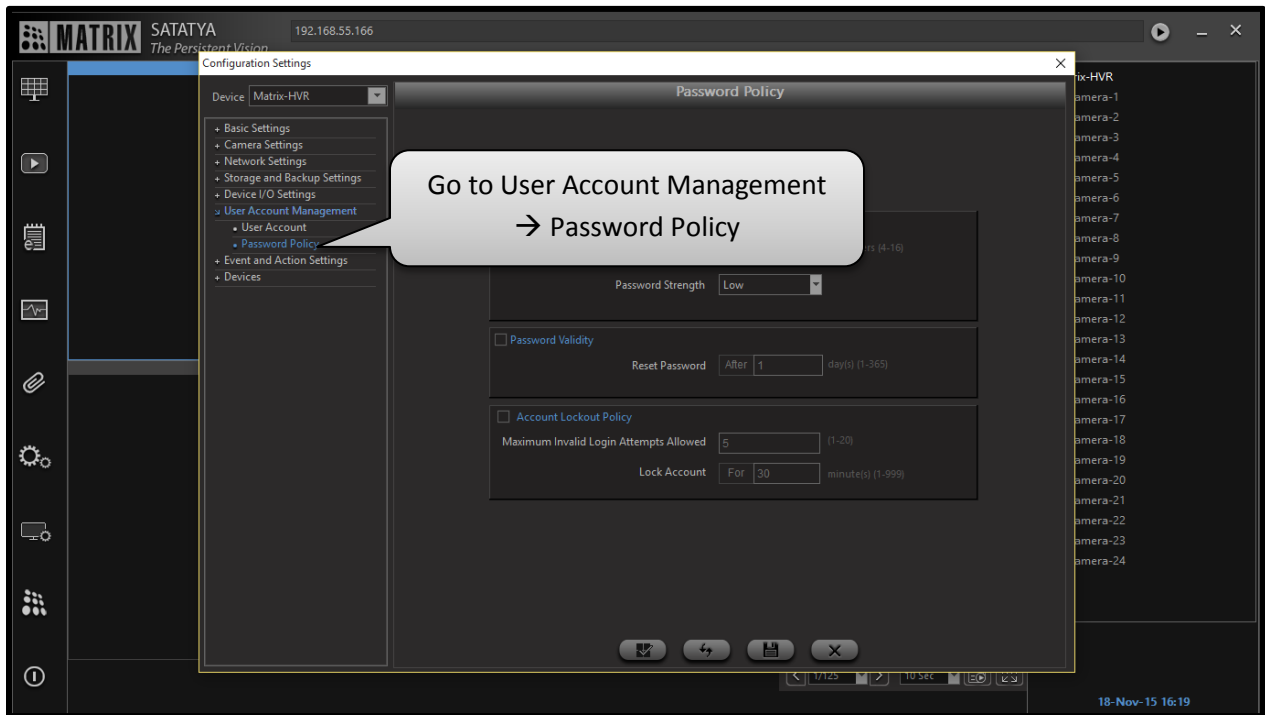 MATRIX
SATATYA
The Persistent Vision
192.168.55.166
Configuration Settings
Device Matrix-HVR
Password Policy
+ Basic Settings
+ Camera Settings
+ Network Settings
+ Storage and Backup Settings
+ Device I/O Settings
User Account Management
User Account
Password Policy
+ Event and Action Settings
+ Devices
Go to User Account Management
→ Password Policy
(4-16)
Password Strength Low
Password Validity
Reset Password After 1 day(s) (1-365)
Account Lockout Policy
Maximum Invalid Login Attempts Allowed 5 (1-20)
Lock Account For 30 minute(s) (1-999)
rix-HVR
amera-1
amera-2
amera-3
amera-4
amera-5
amera-6
amera-7
amera-8
amera-9
amera-10
amera-11
amera-12
amera-13
amera-14
amera-15
amera-16
amera-17
amera-18
amera-19
amera-20
amera-21
amera-22
amera-23
amera-24
1/125
10 Sec
18-Nov-15 16:19